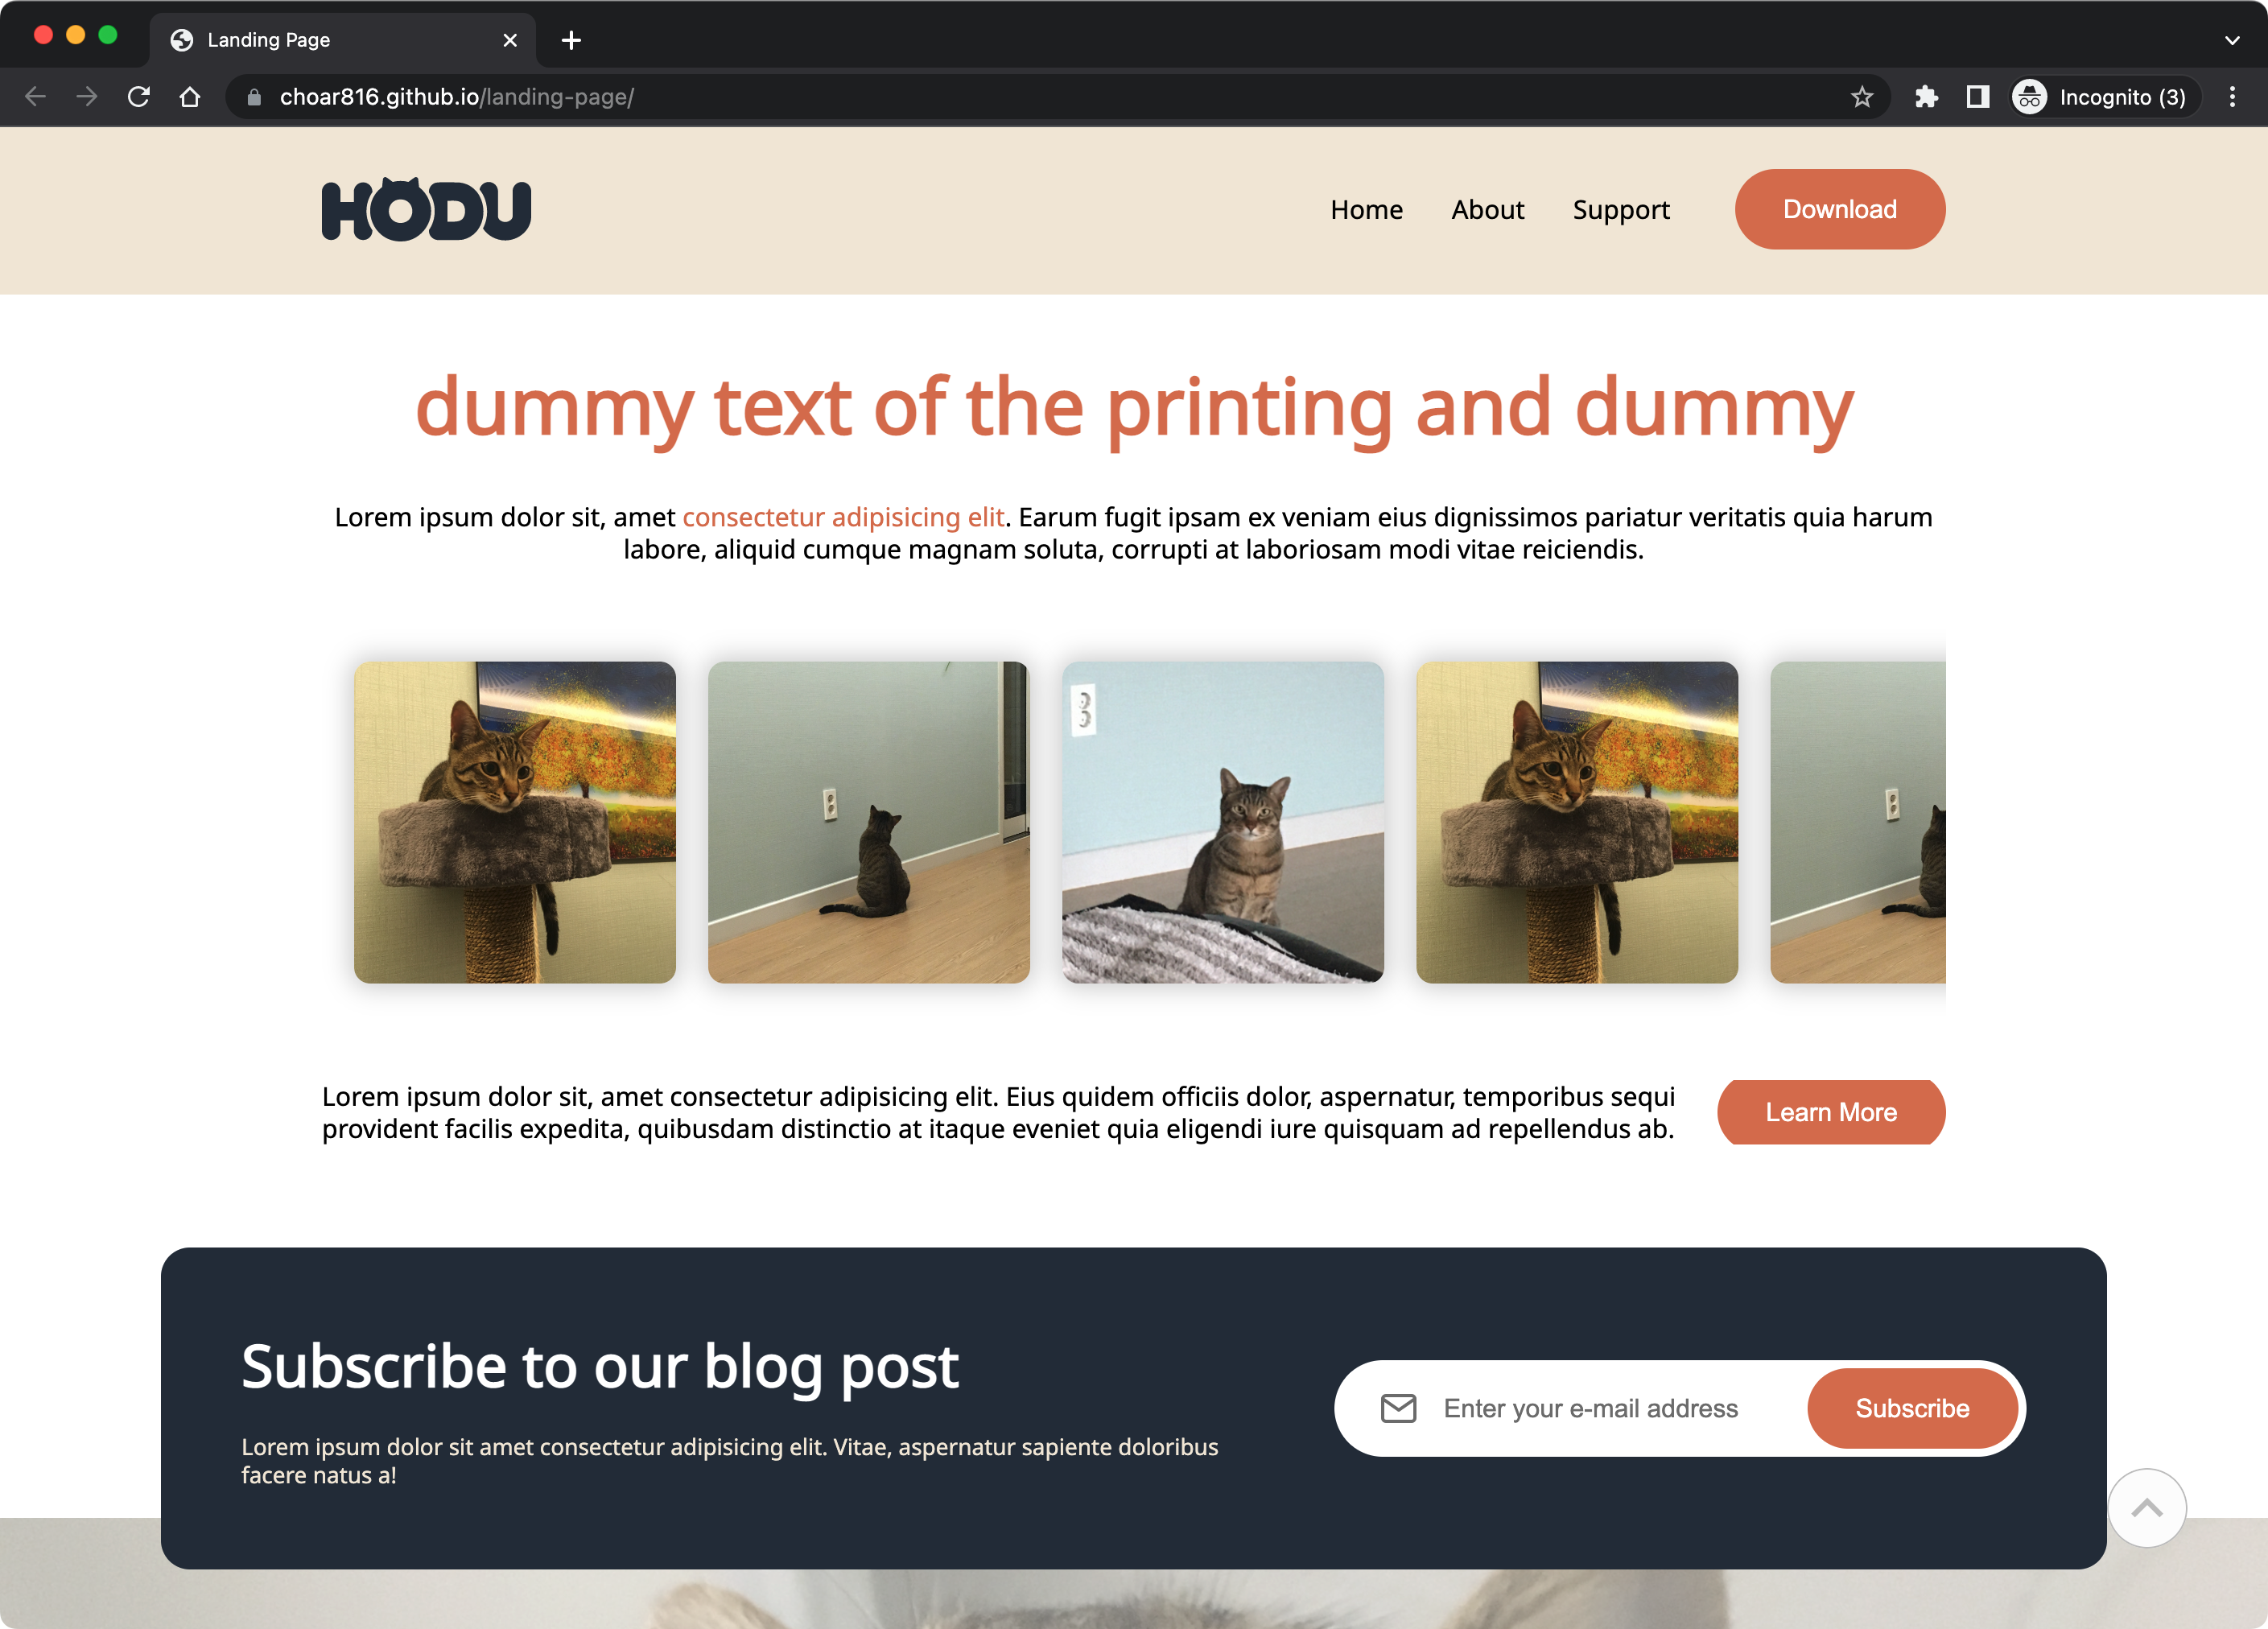 Landing Page
choar816.github.io/landing-page/
Incognito (3)
HODU
Home About Support Download
dummy text of the printing and dummy
Lorem ipsum dolor sit, amet consectetur adipisicing elit. Earum fugit ipsam ex veniam eius dignissimos pariatur veritatis quia harum
labore, aliquid cumque magnam soluta, corrupti at laboriosam modi vitae reiciendis.
Lorem ipsum dolor sit, amet consectetur adipisicing elit. Eius quidem officiis dolor, aspernatur, temporibus sequi
provident facilis expedita, quibusdam distinctio at itaque eveniet quia eligendi iure quisquam ad repellendus ab.
Learn More
Subscribe to our blog post
Lorem ipsum dolor sit amet consectetur adipisicing elit. Vitae, aspernatur sapiente doloribus
facere natus a!
Enter your e-mail address
Subscribe